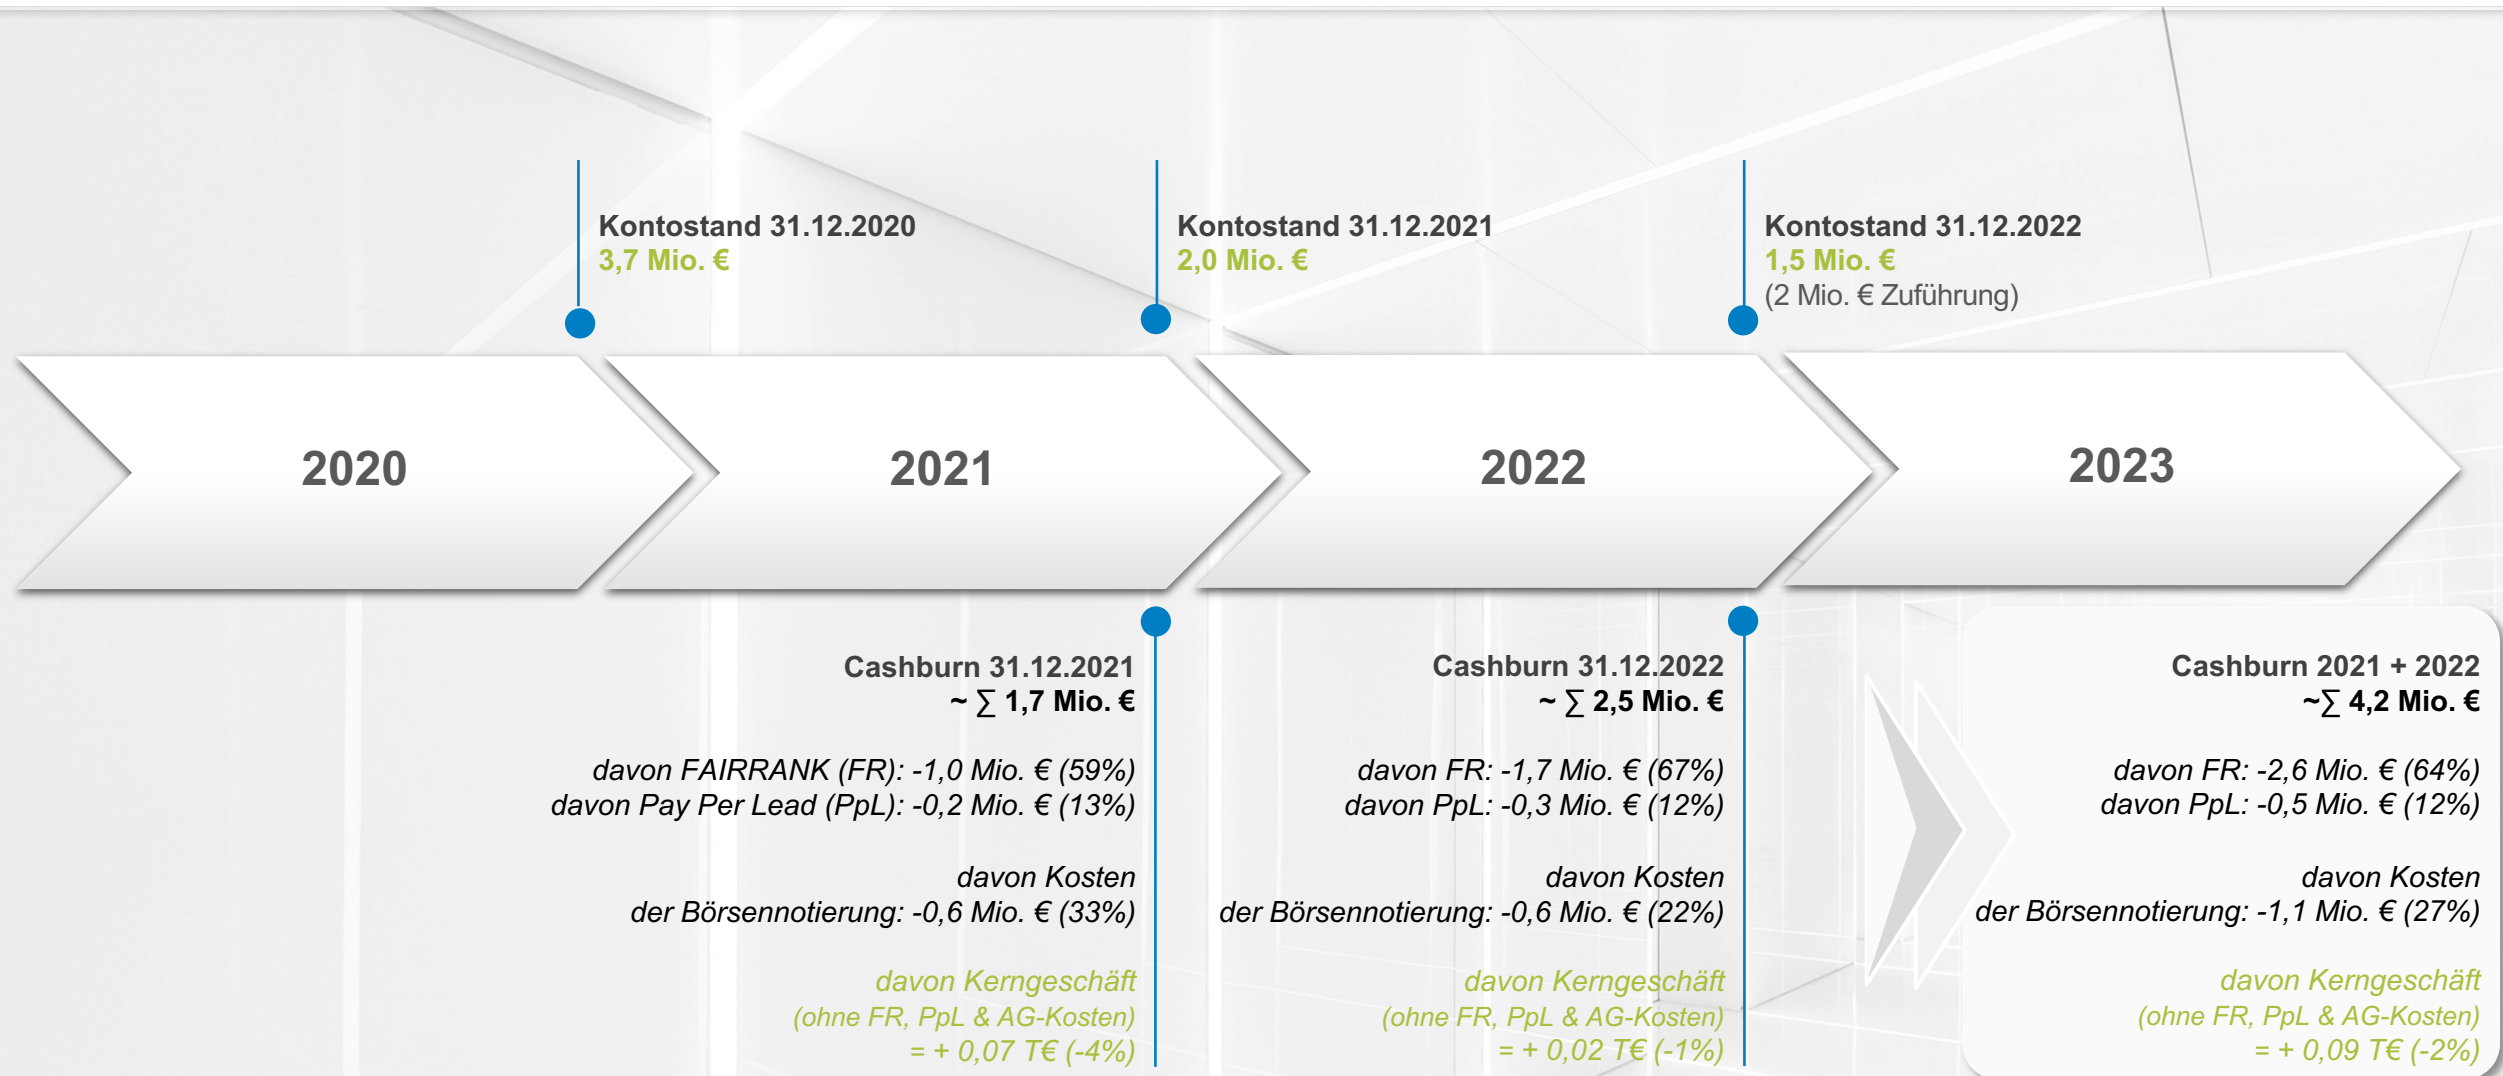 Kontostand 31.12.2020
3,7 Mio. €
Kontostand 31.12.2021
2,0 Mio. €
Kontostand 31.12.2022
1,5 Mio. €
(2 Mio. € Zuführung)
2020
2021
2022
2023
Cashburn 31.12.2021
~ ∑ 1,7 Mio. €
davon FAIRRANK (FR): -1,0 Mio. € (59%)
davon Pay Per Lead (PpL): -0,2 Mio. € (13%)
davon Kosten
der Börsennotierung: -0,6 Mio. € (33%)
davon Kerngeschäft
(ohne FR, PpL & AG-Kosten)
= + 0,07 T€ (-4%)
Cashburn 31.12.2022
~ ∑ 2,5 Mio. €
davon FR: -1,7 Mio. € (67%)
davon PpL: -0,3 Mio. € (12%)
davon Kosten
der Börsennotierung: -0,6 Mio. € (22%)
davon Kerngeschäft
(ohne FR, PpL & AG-Kosten)
= + 0,02 T€ (-1%)
Cashburn 2021 + 2022
~∑ 4,2 Mio. €
davon FR: -2,6 Mio. € (64%)
davon PpL: -0,5 Mio. € (12%)
davon Kosten
der Börsennotierung: -1,1 Mio. € (27%)
davon Kerngeschäft
(ohne FR, PpL & AG-Kosten)
= + 0,09 T€ (-2%)